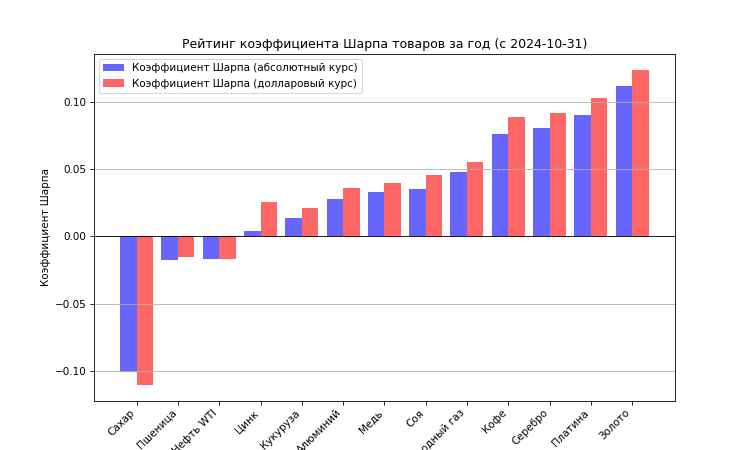 Рейтинг коэффициента Шарпа товаров за год (с 2024-10-31)
Коэффициент Шарпа (абсолютный курс)
Коэффициент Шарпа (долларовый курс)
Коэффициент Шарпа
0.10
0.05
0.00
−0.05
−0.10
Сахар
Пшеница
Нефть WTI
Цинк
Кукуруза
Алюминий
Медь
Соя
газ
Кофе
Серебро
Платина
Золото